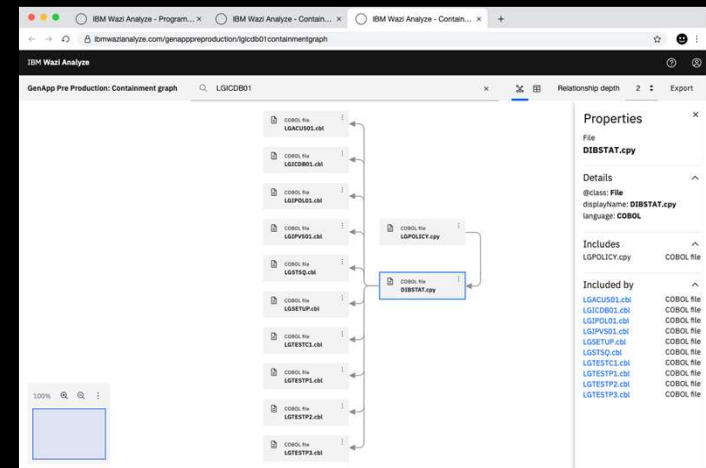 IBM Wazi Analyze - Program... ×
IBM Wazi Analyze - Contain... ×
IBM Wazi Analyze - Contain... × +
ibmwazianalyze.com/genapppreproduction/lgicdb01containmentgraph
IBM Wazi Analyze
GenApp Pre Production: Containment graph
LGICDB01 ×
Relationship depth 2 Export
COBOL file
LGACUS01.cbl
COBOL file
LGICDB01.cbl
COBOL file
LGIPOL01.cbl
COBOL file
LGIPVS01.cbl
COBOL file
LGSTSQ.cbl
COBOL file
LGSETUP.cbl
COBOL file
LGTESTC1.cbl
COBOL file
LGTESTP1.cbl
COBOL file
LGTESTP2.cbl
COBOL file
LGTESTP3.cbl
COBOL file
LGPOLICY.cpy
COBOL file
DIBSTAT.cpy
100%
Properties ×
File
DIBSTAT.cpy
Details
@class: File
displayName: DIBSTAT.cpy
language: COBOL
Includes
LGPOLICY.cpy COBOL file
Included by
LGACUS01.cbl COBOL file
LGICDB01.cbl COBOL file
LGIPOL01.cbl COBOL file
LGIPVS01.cbl COBOL file
LGSETUP.cbl COBOL file
LGSTSQ.cbl COBOL file
LGTESTC1.cbl COBOL file
LGTESTP1.cbl COBOL file
LGTESTP2.cbl COBOL file
LGTESTP3.cbl COBOL file